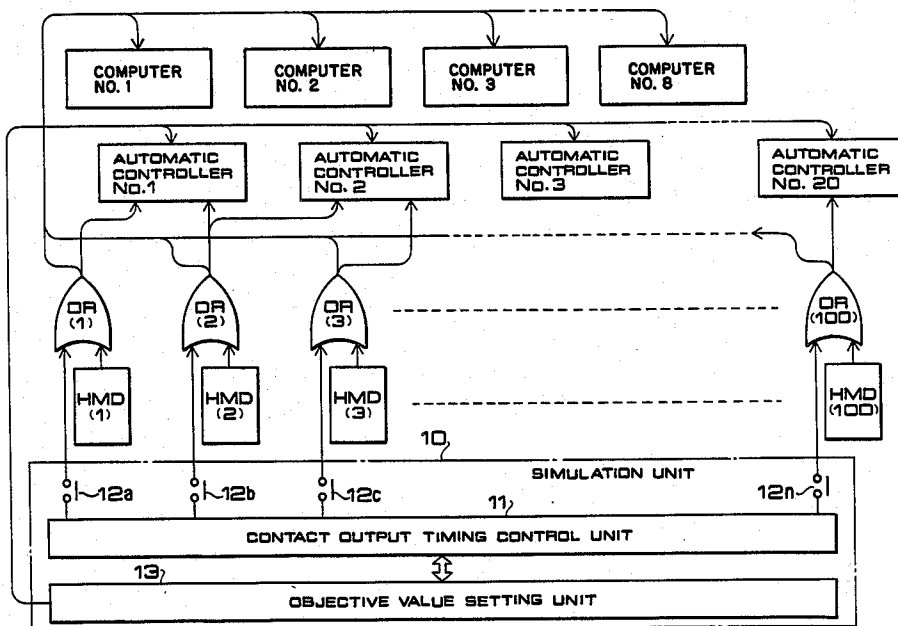 COMPUTER
NO. 1
COMPUTER
NO. 2
COMPUTER
NO. 3
COMPUTER
NO. 8
AUTOMATIC
CONTROLLER
No.1
AUTOMATIC
CONTROLLER
No.2
AUTOMATIC
CONTROLLER
No.3
AUTOMATIC
CONTROLLER
No. 20
OR
(1)
OR
(2)
OR
(3)
OR
(100)
HMD
(1)
HMD
(2)
HMD
(3)
HMD
(100)
10
SIMULATION UNIT
12a
12b
12c
12n
11
CONTACT OUTPUT TIMING CONTROL UNIT
13
OBJECTIVE VALUE SETTING UNIT